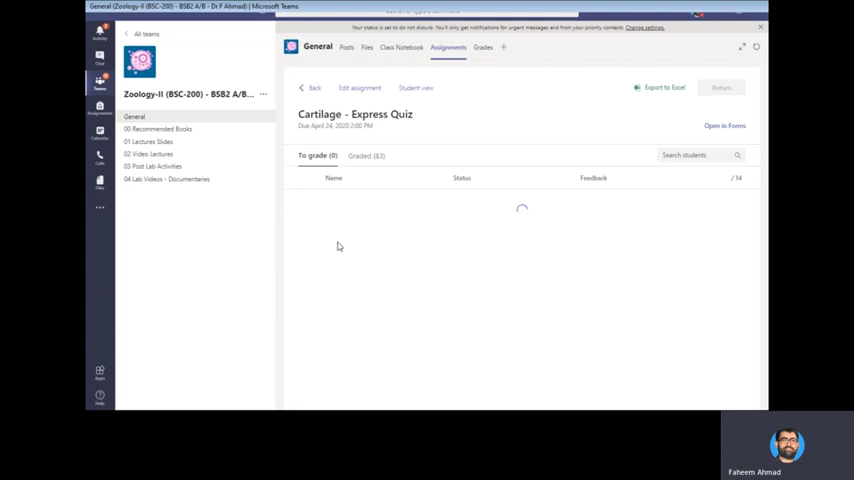 General (Zoology-II (BSC-200) - BSB2 A/B - Dr F Ahmad) | Microsoft Teams
Your status is set to do not disturb. You'll only get notifications for urgent messages and from your priority contacts. Change settings.
Activity
Chat
Teams
Assignments
Calendar
Calls
Files
Apps
Help
All teams
Zoology-II (BSC-200) - BSB2 A/B...
General
00 Recommended Books
01 Lectures Slides
02 Video Lectures
03 Post Lab Activities
04 Lab Videos - Documentaries
General Posts Files Class Notebook Assignments Grades
Back Edit assignment Student view Export to Excel Return
Cartilage - Express Quiz
Due April 24, 2020 2:00 PM
Open in Forms
To grade (0) Graded (83) Search students
Name Status Feedback / 14
Faheem Ahmad